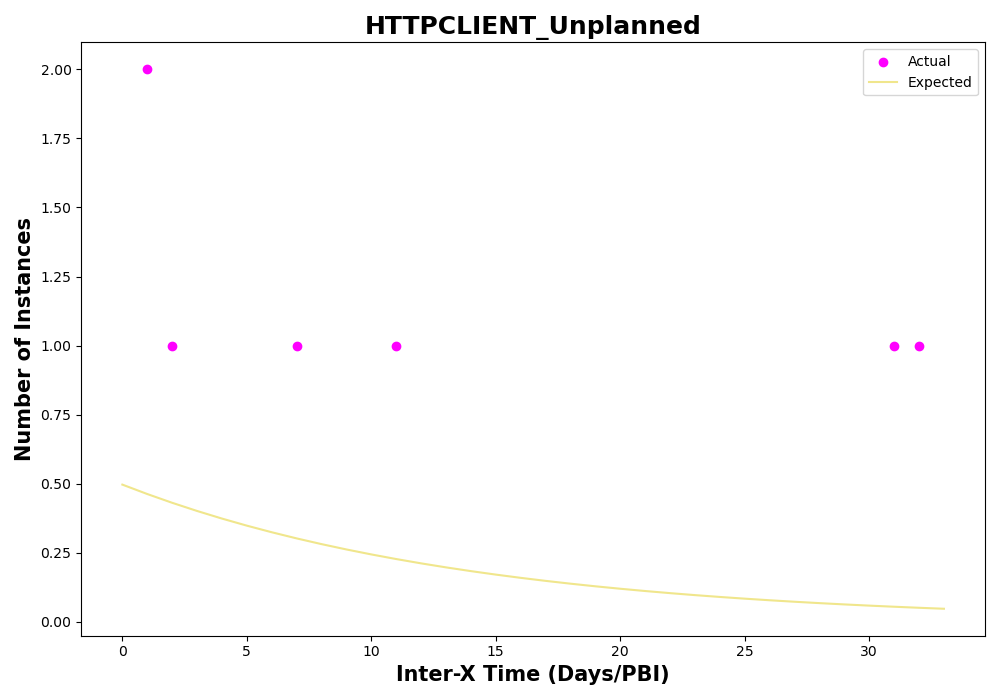 HTTPCLIENT_Unplanned
Actual
Expected
Number of Instances
2.00
1.75
1.50
1.25
1.00
0.75
0.50
0.25
0.00
0 5 10 15 20 25 30
Inter-X Time (Days/PBI)